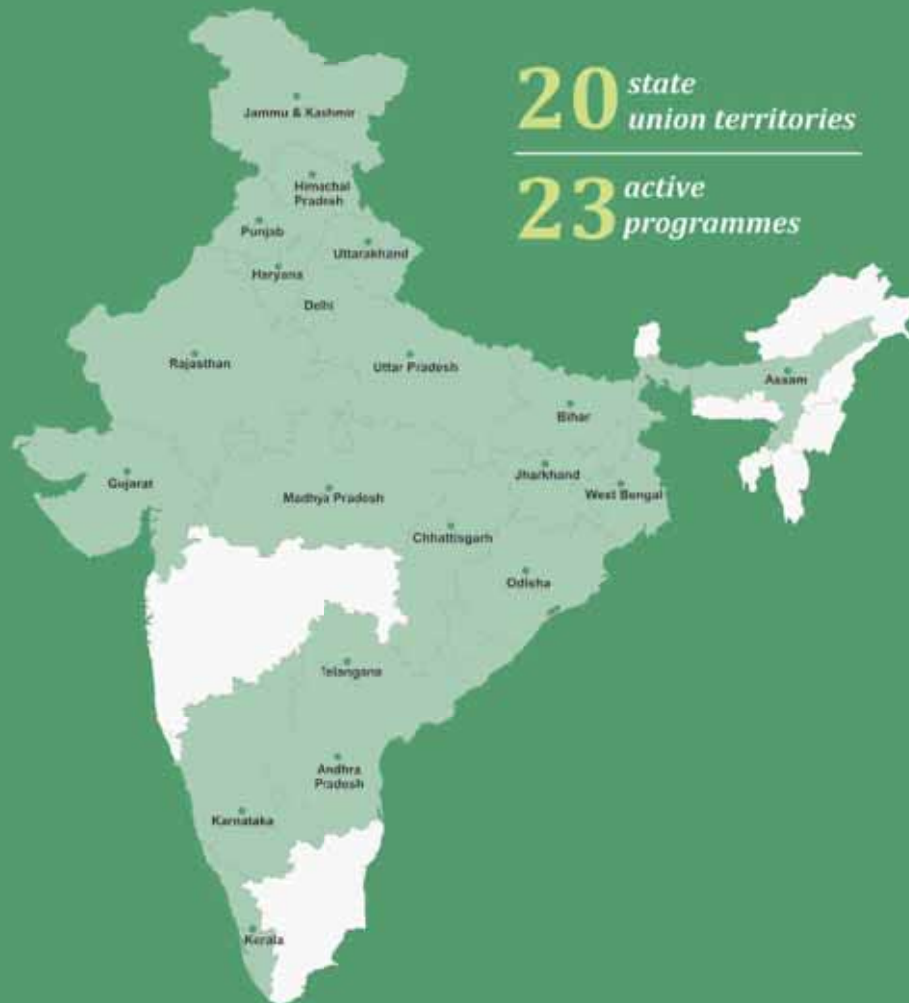 20 state
union territories
23 active
programmes
Jammu & Kashmir
Himachal
Pradesh
Punjab
Uttarakhand
Haryana
Delhi
Rajasthan
Uttar Pradesh
Assam
Bihar
Jharkhand
Gujarat
Madhya Pradesh
West Bengal
Chhattisgarh
Odisha
Telangana
Andhra
Pradesh
Karnataka
Kerala